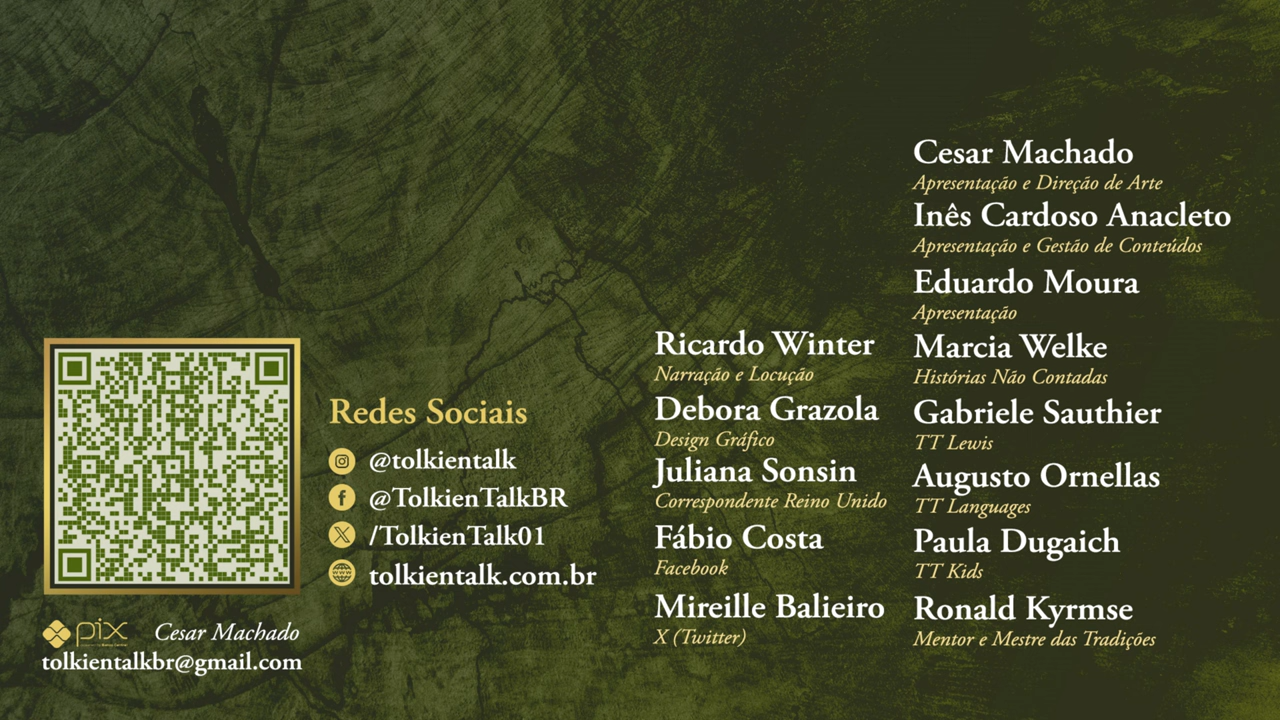 pix
Cesar Machado
tolkientalkbr@gmail.com
Redes Sociais
@tolkientalk
@TolkienTalkBR
/TolkienTalk01
tolkientalk.com.br
Ricardo Winter
Narração e Locução
Debora Grazola
Design Gráfico
Juliana Sonsin
Correspondente Reino Unido
Fábio Costa
Facebook
Mireille Balieiro
X (Twitter)
Cesar Machado
Apresentação e Direção de Arte
Inês Cardoso Anacleto
Apresentação e Gestão de Conteúdos
Eduardo Moura
Apresentação
Marcia Welke
Histórias Não Contadas
Gabriele Sauthier
TT Lewis
Augusto Ornellas
TT Languages
Paula Dugaich
TT Kids
Ronald Kyrmse
Mentor e Mestre das Tradições